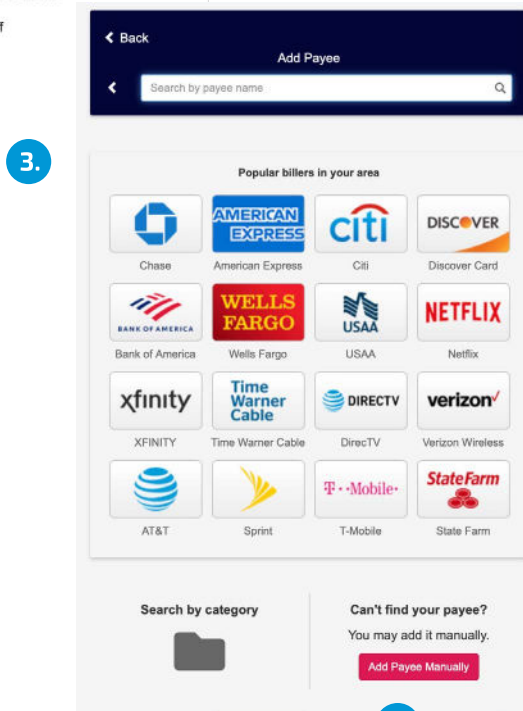 f
Back
Add Payee
Search by payee name
3.
Popular billers in your area
AMERICAN
EXPRESS
citi
DISCOVER
Chase
American Express
Citi
Discover Card
BANK OF AMERICA
WELLS
FARGO
USAA
NETFLIX
Bank of America
Wells Fargo
USAA
Netflix
xfinity
Time
Warner
Cable
DIRECTV
verizon
XFINITY
Time Warner Cable
DirecTV
Verizon Wireless
T··Mobile·
StateFarm
AT&T
Sprint
T-Mobile
State Farm
Search by category
Can't find your payee?
You may add it manually.
Add Payee Manually